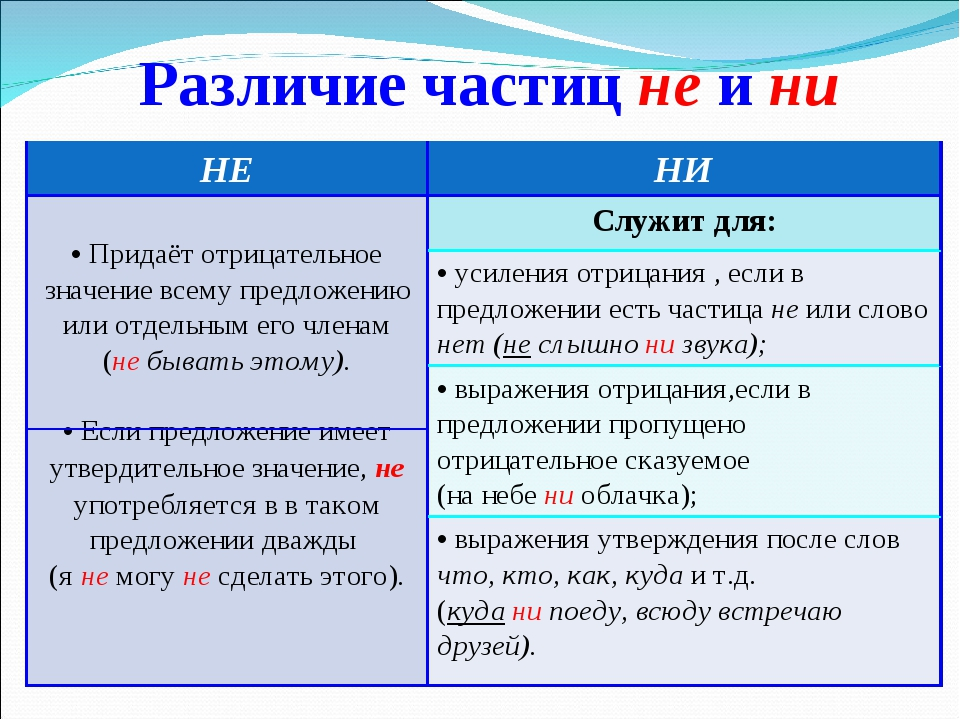 Различие частиц не и ни
НЕ
• Придаёт отрицательное
значение всему предложению
или отдельным его членам
(не бывать этому).
• Если предложение имеет
утвердительное значение, не
употребляется в в таком
предложении дважды
(я не могу не сделать этого).
НИ
Служит для:
• усиления отрицания , если в
предложении есть частица не или слово
нет (не слышно ни звука);
• выражения отрицания,если в
предложении пропущено
отрицательное сказуемое
(на небе ни облачка);
• выражения утверждения после слов
что, кто, как, куда и т.д.
(куда ни поеду, всюду встречаю
друзей).